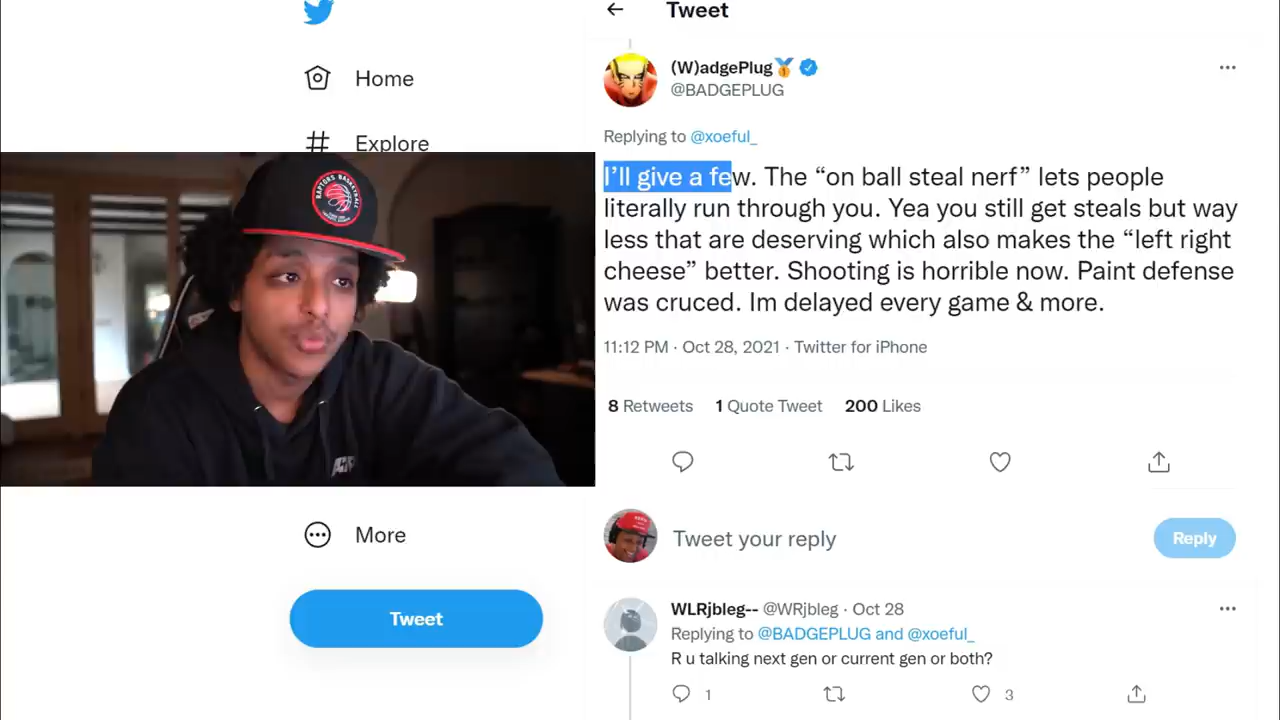 Tweet
Home
Explore
(W)adgePlug🥇
@BADGEPLUG
Replying to @xoeful_
I’ll give a few. The “on ball steal nerf” lets people
literally run through you. Yea you still get steals but way
less that are deserving which also makes the “left right
cheese” better. Shooting is horrible now. Paint defense
was cruced. Im delayed every game & more.
11:12 PM · Oct 28, 2021 · Twitter for iPhone
8 Retweets 1 Quote Tweet 200 Likes
RAPTORS BASKETBALL
More
Tweet your reply
Reply
Tweet
WLRjbleg-- @WRjbleg · Oct 28
Replying to @BADGEPLUG and @xoeful_
R u talking next gen or current gen or both?
1 3